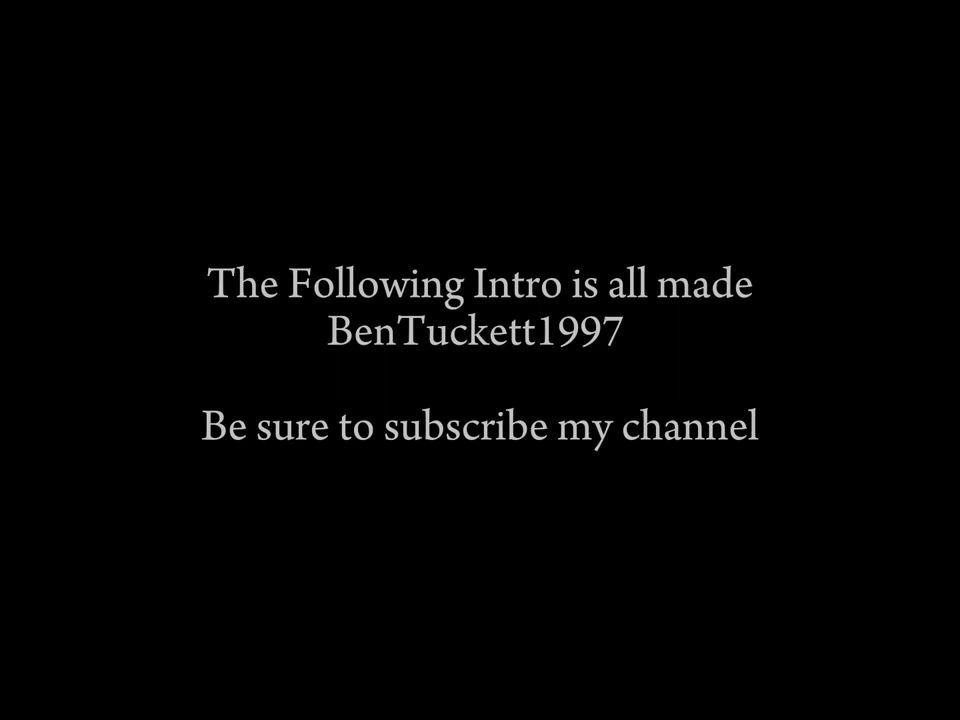 The Following Intro is all made
BenTuckett1997
Be sure to subscribe my channel